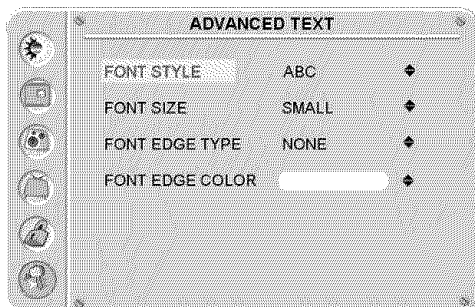 ADVANCED TEXT
FONT STYLE ABC
FONT SIZE SMALL
FONT EDGE TYPE NONE
FONT EDGE COLOR